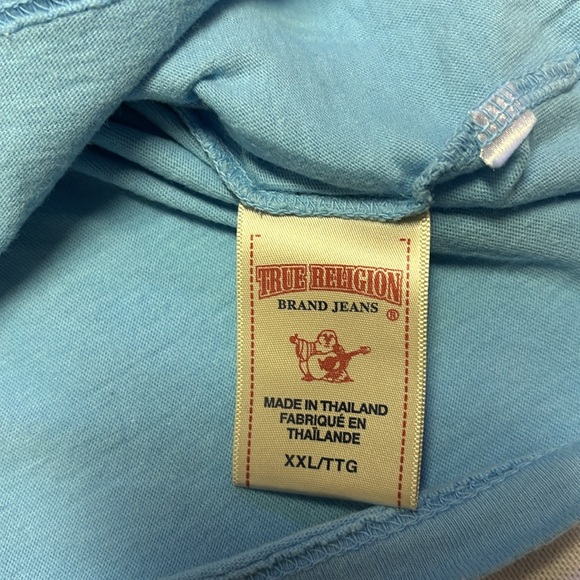 TRUE RELIGION
BRAND JEANS ®
MADE IN THAILAND
FABRIQUÉ EN
THAÏLANDE
XXL/TTG